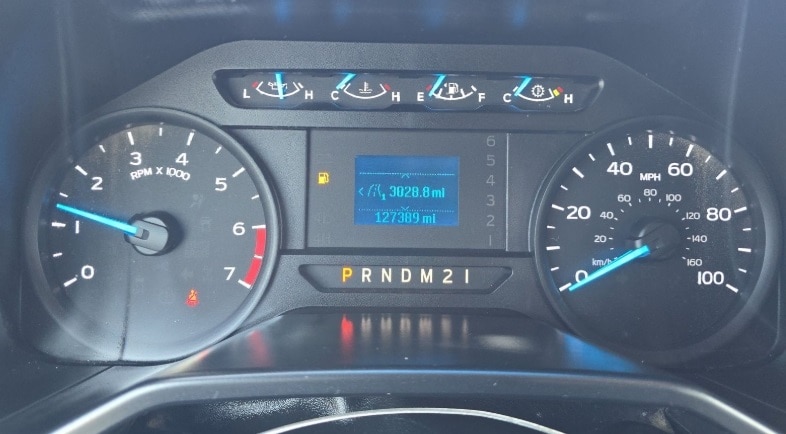 L H C H E F C H
0 1 2 3 4 5 6 7
RPM X 1000
3028.8 mi
1
127389 mi
6
5
4
3
2
1
P R N D M 2 1
0 20 40 60 80 100
MPH
20 40 60 80 100 120 140 160
km/h